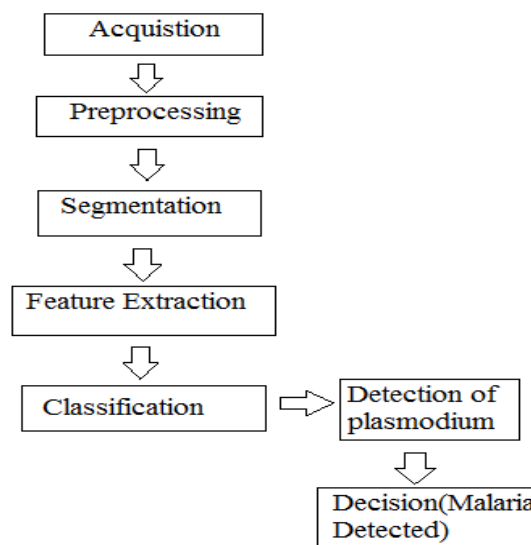 Acquistion
Preprocessing
Segmentation
Feature Extraction
Classification
Detection of
plasmodium
Decision(Malaria
Detected)